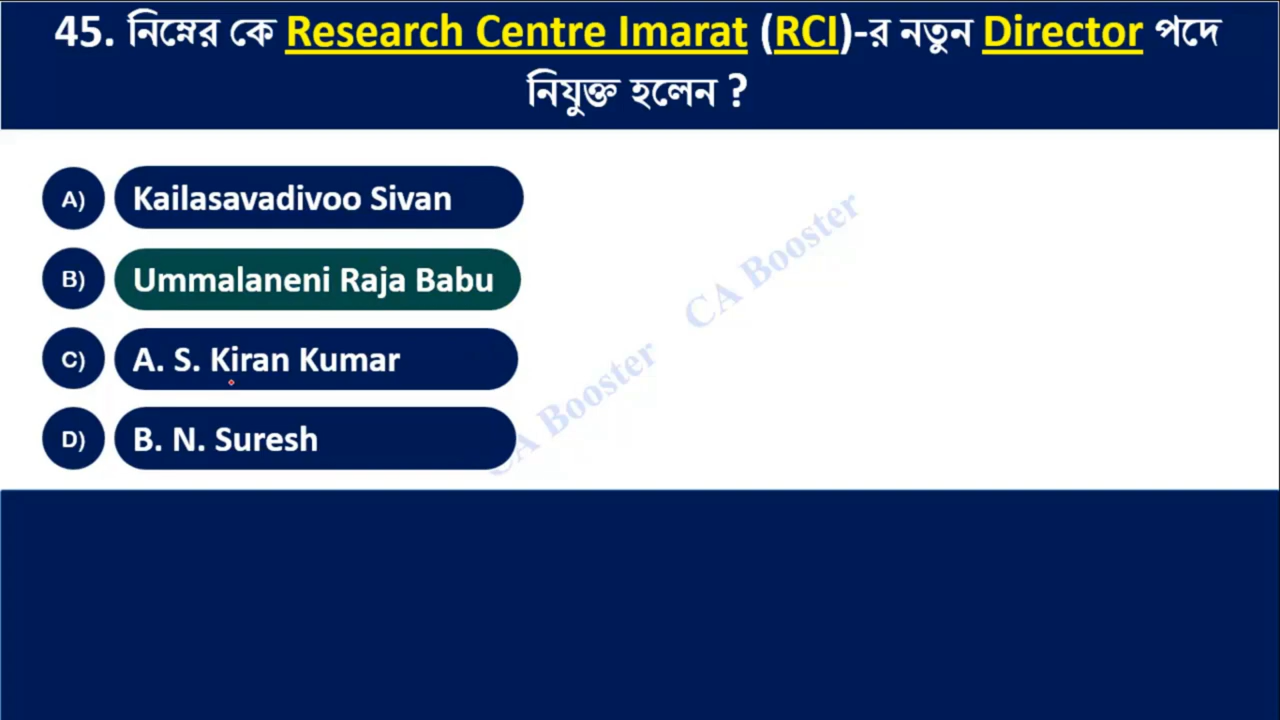 45. নিম্নের কে Research Centre Imarat (RCI)-র নতুন Director পদে
নিযুক্ত হলেন ?
A) Kailasavadivoo Sivan
B) Ummalaneni Raja Babu
C) A. S. Kiran Kumar
D) B. N. Suresh
CA Booster
CA Booster